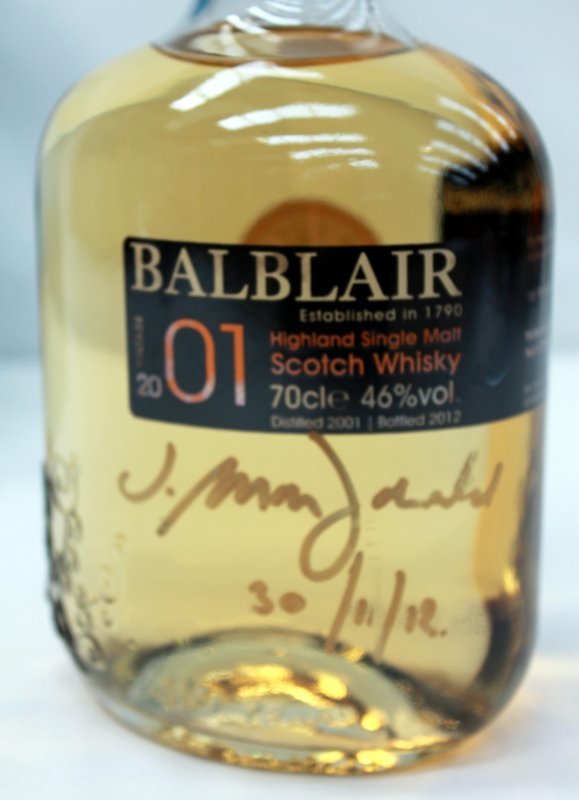 BALBLAIR
Established in 1790
VINTAGE
2001
Highland Single Malt
Scotch Whisky
70cl e 46%vol.
Distilled 2001 | Bottled 2012
30/11/12.